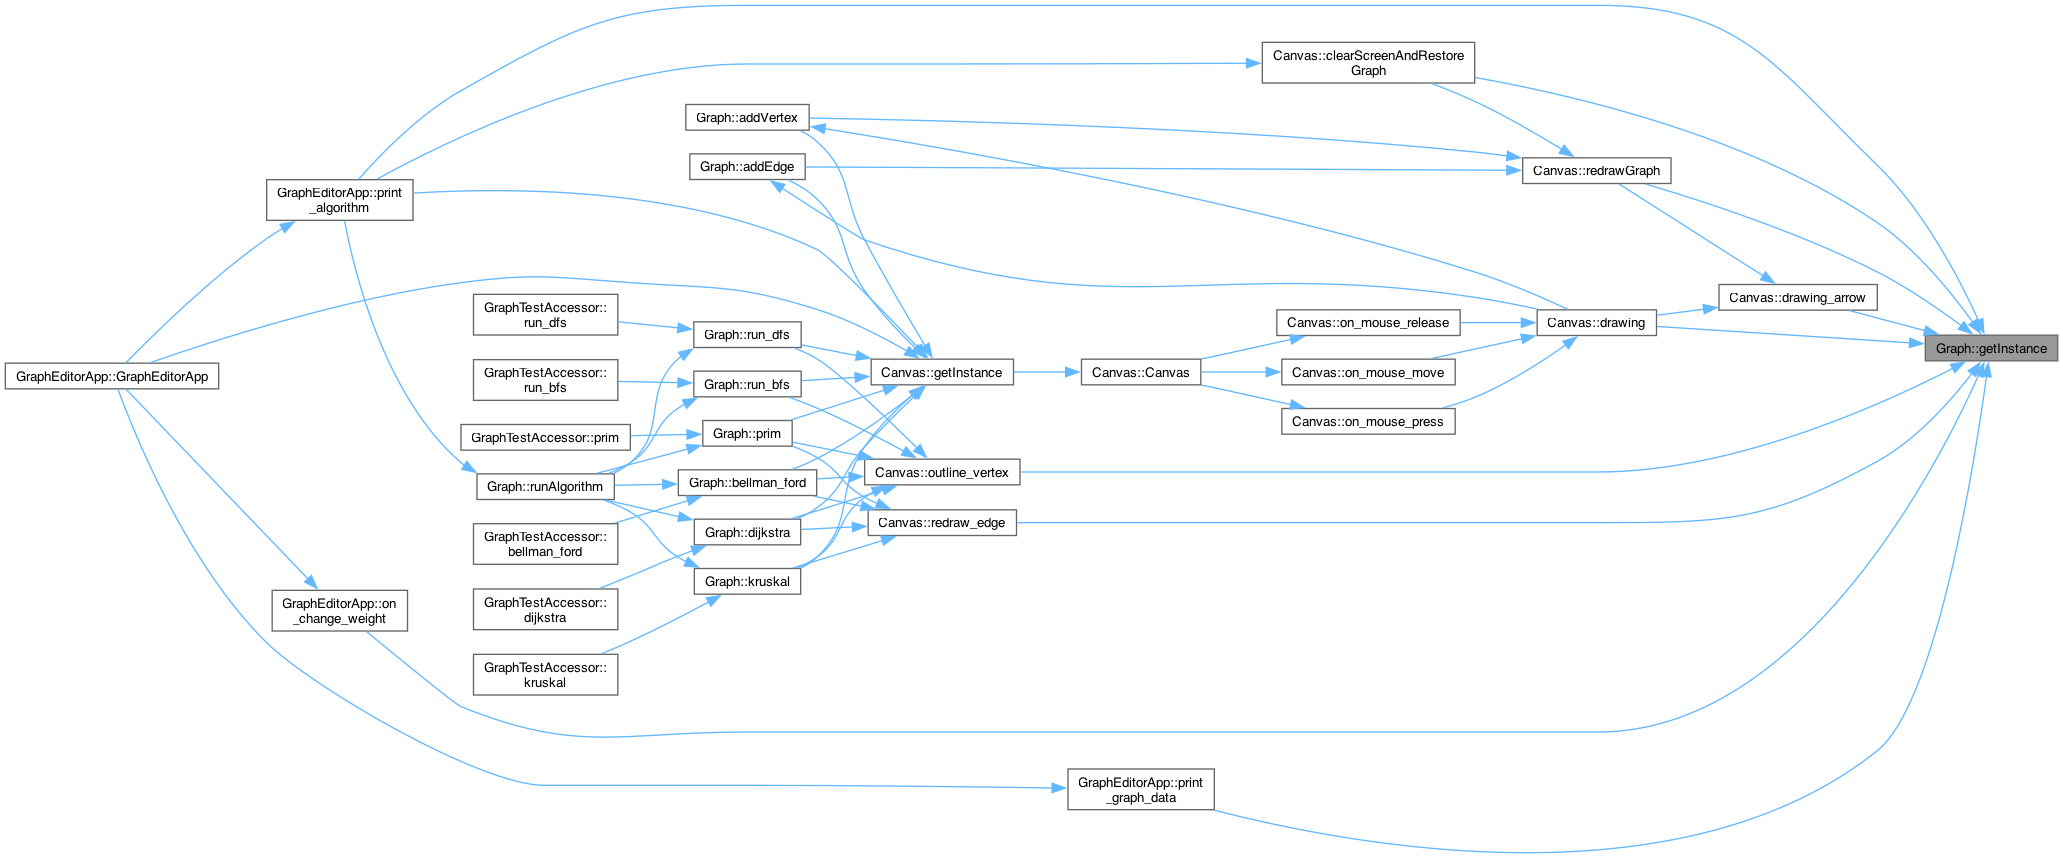 Canvas::clearScreenAndRestore
Graph
Graph::addVertex
Graph::addEdge
Canvas::redrawGraph
GraphEditorApp::print
_algorithm
Canvas::drawing_arrow
GraphTestAccessor::
run_dfs
Graph::run_dfs
Canvas::on_mouse_release
Canvas::drawing
Graph::getInstance
GraphEditorApp::GraphEditorApp
GraphTestAccessor::
run_bfs
Graph::run_bfs
Canvas::getInstance
Canvas::Canvas
Canvas::on_mouse_move
Canvas::on_mouse_press
GraphTestAccessor::prim
Graph::prim
Canvas::outline_vertex
Graph::runAlgorithm
Graph::bellman_ford
Canvas::redraw_edge
GraphTestAccessor::
bellman_ford
Graph::dijkstra
Graph::kruskal
GraphEditorApp::on
_change_weight
GraphTestAccessor::
dijkstra
GraphTestAccessor::
kruskal
GraphEditorApp::print
_graph_data